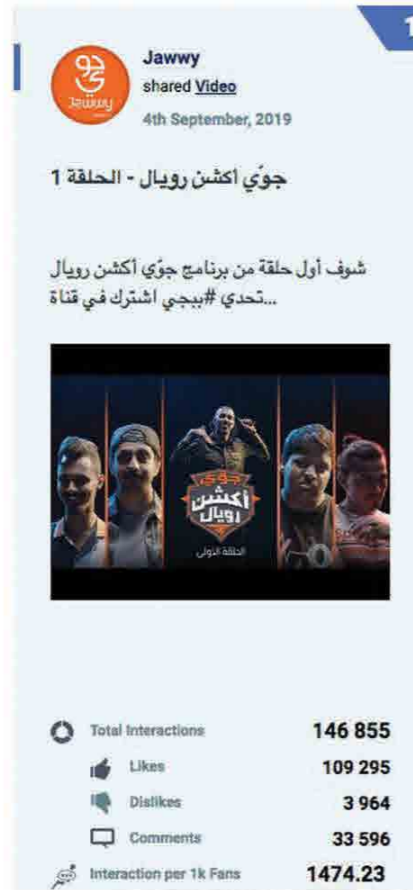 1
جوّي
Jawwy
Jawwy
shared Video
4th September, 2019
جوّي أكشن رويال - الحلقة 1
شوف أول حلقة من برنامج جوّي أكشن رويال
تحدي #ببجي اشترك في قناة...
جوّي
أكشن
رويال
الحلقة الأولى
Total Interactions 146 855
Likes 109 295
Dislikes 3 964
Comments 33 596
Interaction per 1k Fans 1474.23